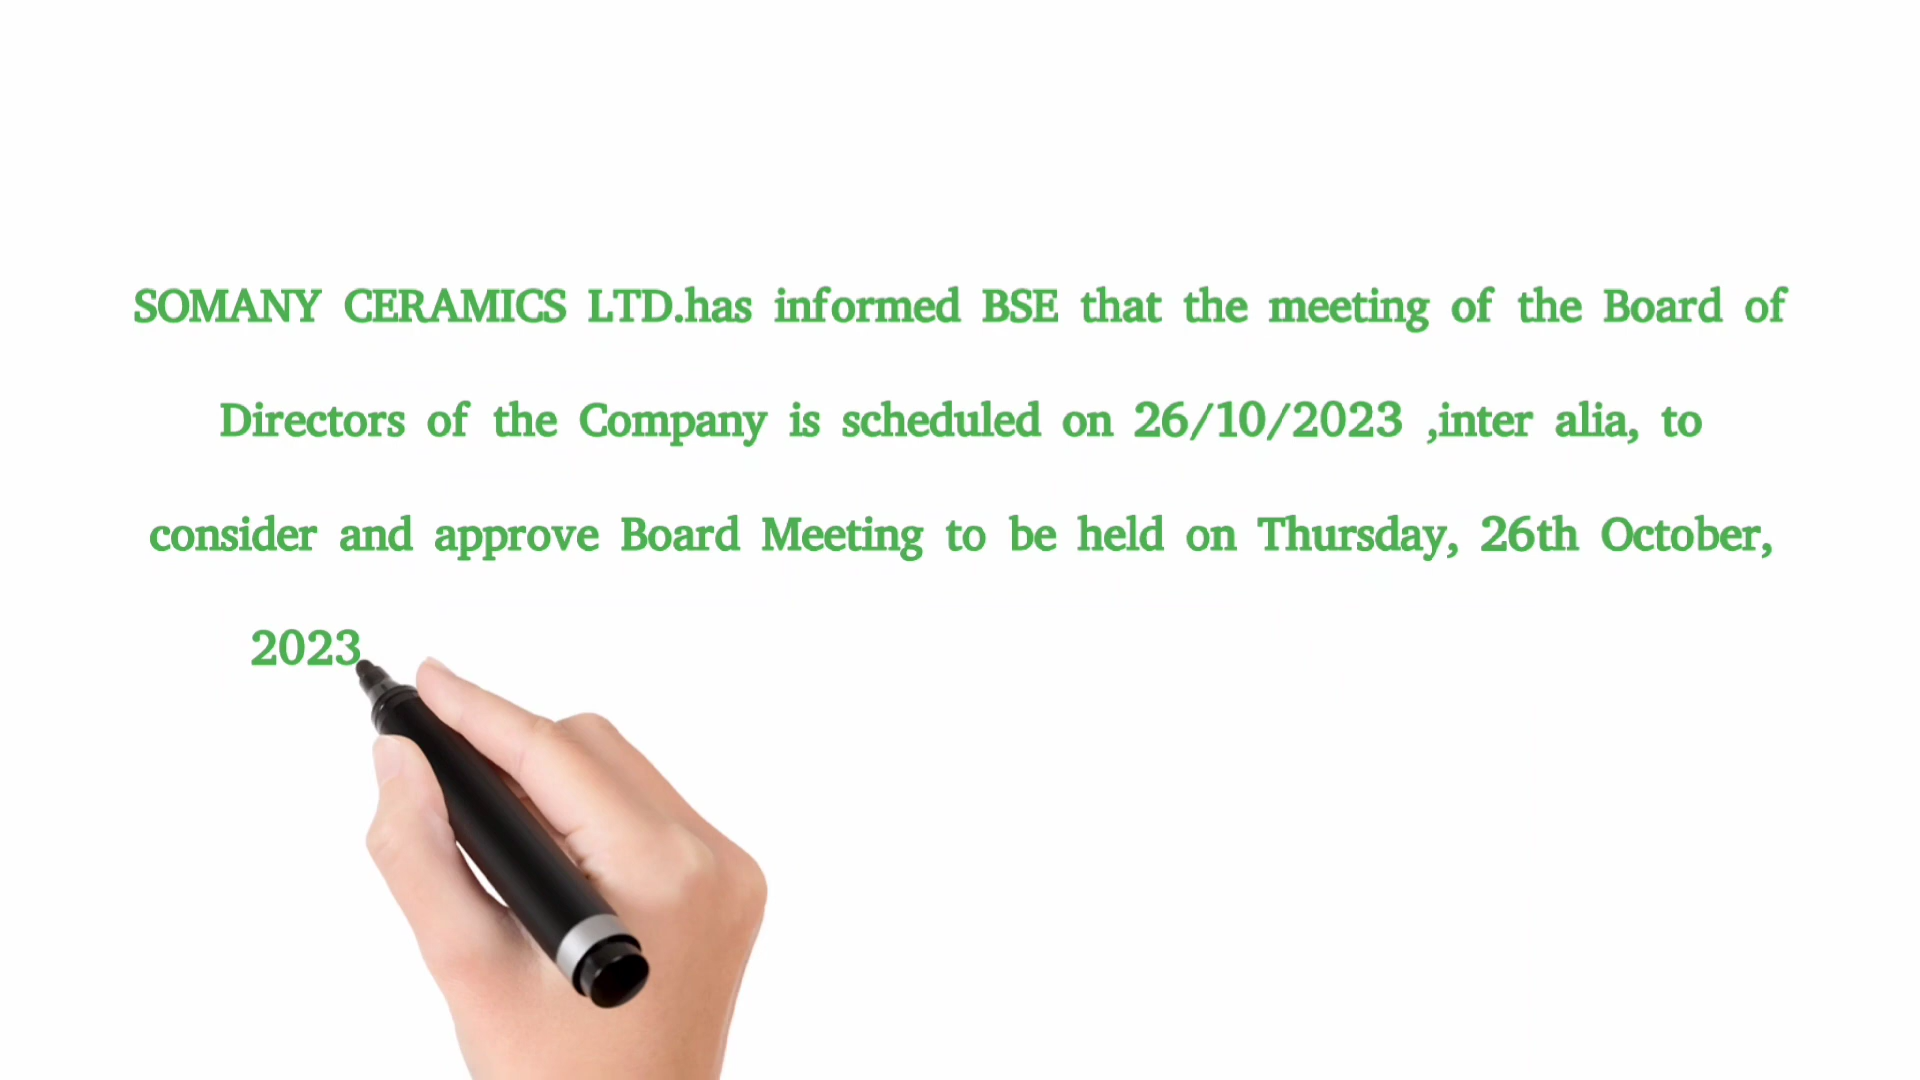 SOMANY CERAMICS LTD.has informed BSE that the meeting of the Board of
Directors of the Company is scheduled on 26/10/2023 ,inter alia, to
consider and approve Board Meeting to be held on Thursday, 26th October,
2023